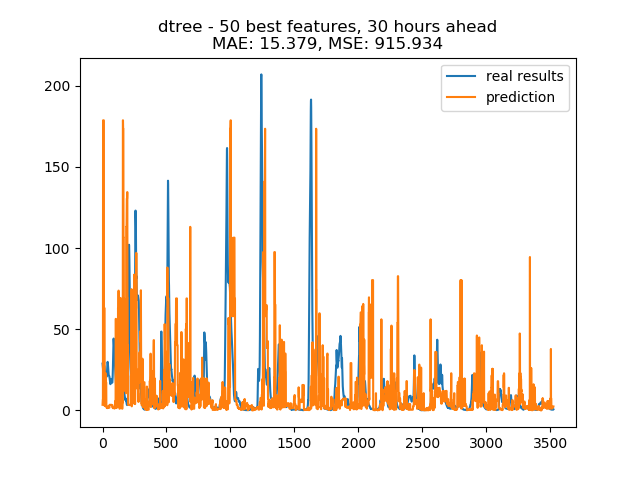 dtree - 50 best features, 30 hours ahead
MAE: 15.379, MSE: 915.934
real results
prediction
200
150
100
50
0
0 500 1000 1500 2000 2500 3000 3500